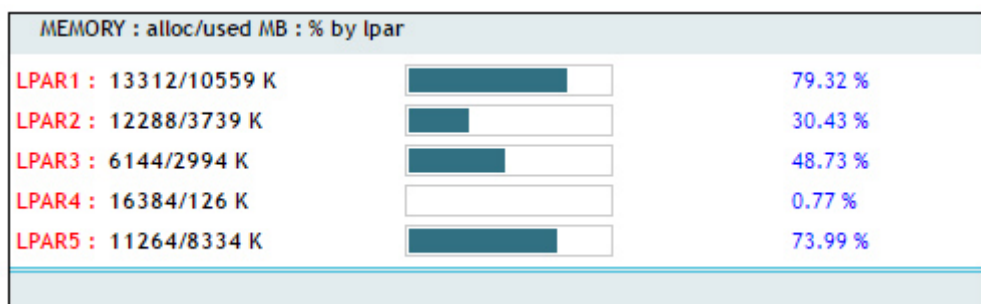 MEMORY : alloc/used MB : % by lpar
LPAR1 : 13312/10559 K 79.32 %
LPAR2 : 12288/3739 K 30.43 %
LPAR3 : 6144/2994 K 48.73 %
LPAR4 : 16384/126 K 0.77 %
LPAR5 : 11264/8334 K 73.99 %